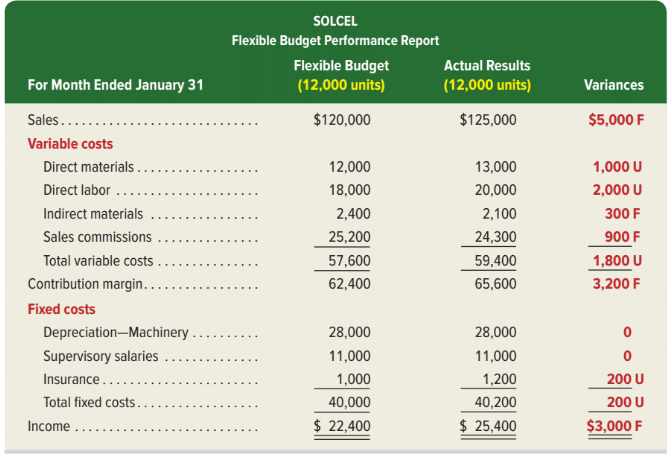 SOLCEL
Flexible Budget Performance Report
Flexible Budget Actual Results
For Month Ended January 31 (12,000 units) (12,000 units) Variances
Sales . . . . . . . . . . . . . . . . . . . . . . . . . . . $120,000 $125,000 $5,000 F
Variable costs
Direct materials . . . . . . . . . . . . . . . . . 12,000 13,000 1,000 U
Direct labor . . . . . . . . . . . . . . . . . . . . 18,000 20,000 2,000 U
Indirect materials . . . . . . . . . . . . . . . 2,400 2,100 300 F
Sales commissions . . . . . . . . . . . . . . 25,200 24,300 900 F
Total variable costs . . . . . . . . . . . . . . 57,600 59,400 1,800 U
Contribution margin. . . . . . . . . . . . . . . . 62,400 65,600 3,200 F
Fixed costs
Depreciation—Machinery . . . . . . . . . 28,000 28,000 0
Supervisory salaries . . . . . . . . . . . . . 11,000 11,000 0
Insurance . . . . . . . . . . . . . . . . . . . . . . 1,000 1,200 200 U
Total fixed costs . . . . . . . . . . . . . . . . . 40,000 40,200 200 U
Income . . . . . . . . . . . . . . . . . . . . . . . . . $ 22,400 $ 25,400 $3,000 F